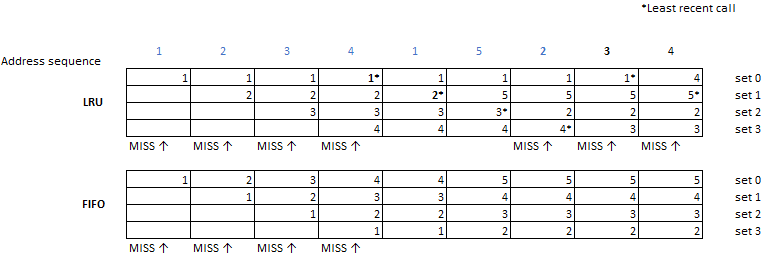 *Least recent call
1 2 3 4 1 5 2 3 4
Address sequence
1 1 1 1* 1 1 1 1* 4 set 0
2 2 2 2* 5 5 5 5* set 1
LRU
3 3 3 3* 2 2 2 set 2
4 4 4 4* 3 3 set 3
MISS ↑ MISS ↑ MISS ↑ MISS ↑ MISS ↑ MISS ↑ MISS ↑
1 2 3 4 4 5 5 5 5 set 0
1 2 3 3 4 4 4 4 set 1
FIFO
1 2 2 3 3 3 3 set 2
1 1 2 2 2 2 set 3
MISS ↑ MISS ↑ MISS ↑ MISS ↑